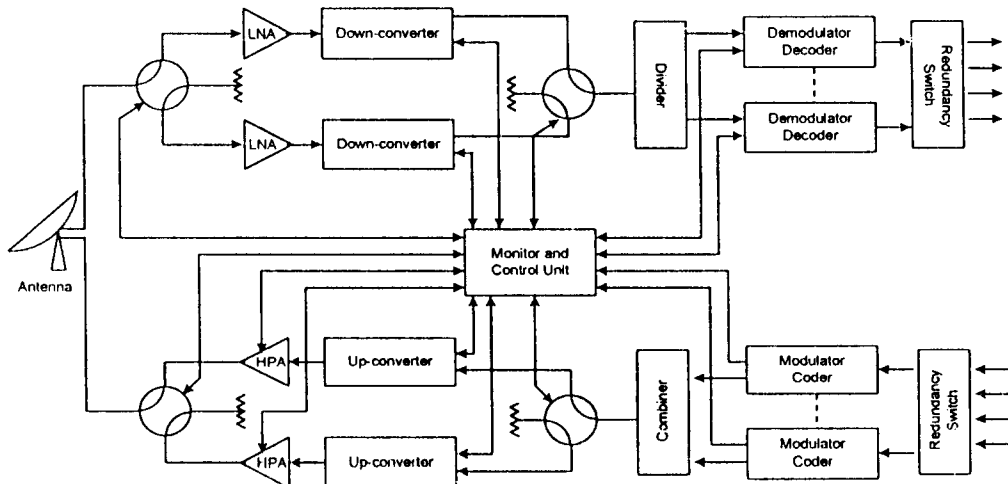 LNA
Down-converter
Divider
Demodulator
Decoder
Redundancy
Switch
LNA
Down-converter
Demodulator
Decoder
Antenna
Monitor and
Control Unit
HPA
Up-converter
Combiner
Modulator
Coder
Redundancy
Switch
HPA
Up-converter
Modulator
Coder